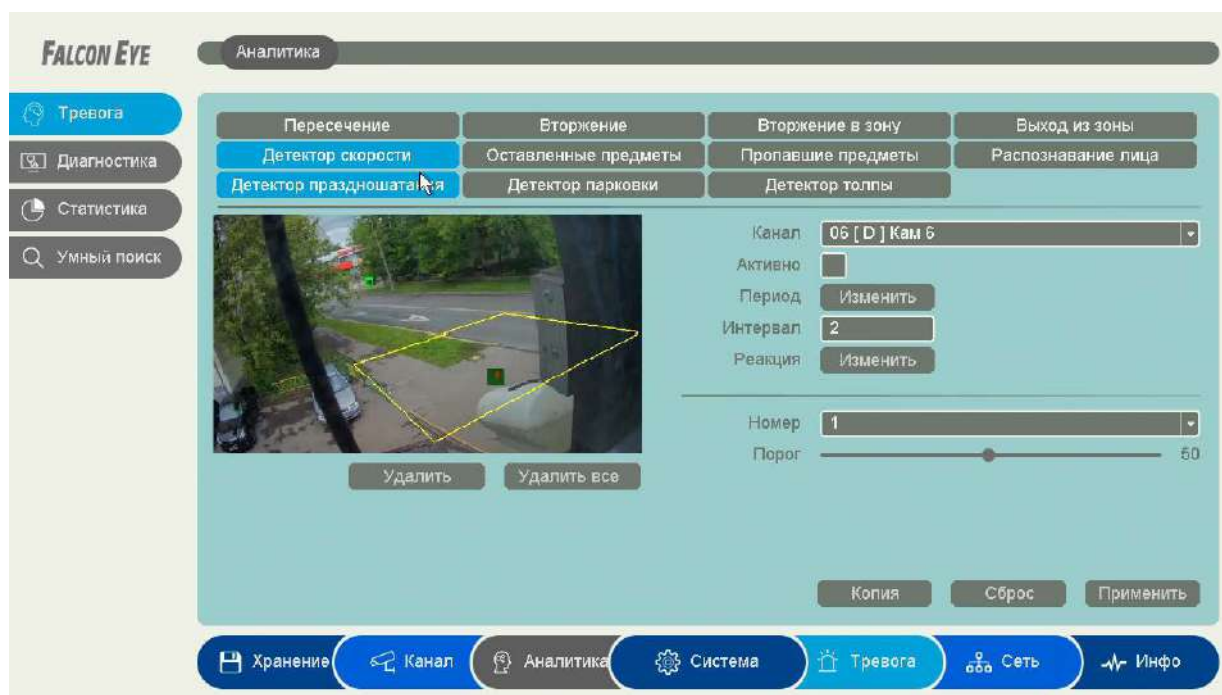 FALCON EYE
Аналитика
Тревога
Диагностика
Статистика
Умный поиск
Пересечение Вторжение Вторжение в зону Выход из зоны
Детектор скорости Оставленные предметы Пропавшие предметы Распознавание лица
Детектор праздношатания Детектор парковки Детектор толпы
Канал 06 [ D ] Кам 6
Активно
Период Изменить
Интервал 2
Реакция Изменить
Номер 1
Порог 50
Удалить Удалить все
Копия Сброс Применить
Хранение Канал Аналитика Система Тревога Сеть Инфо